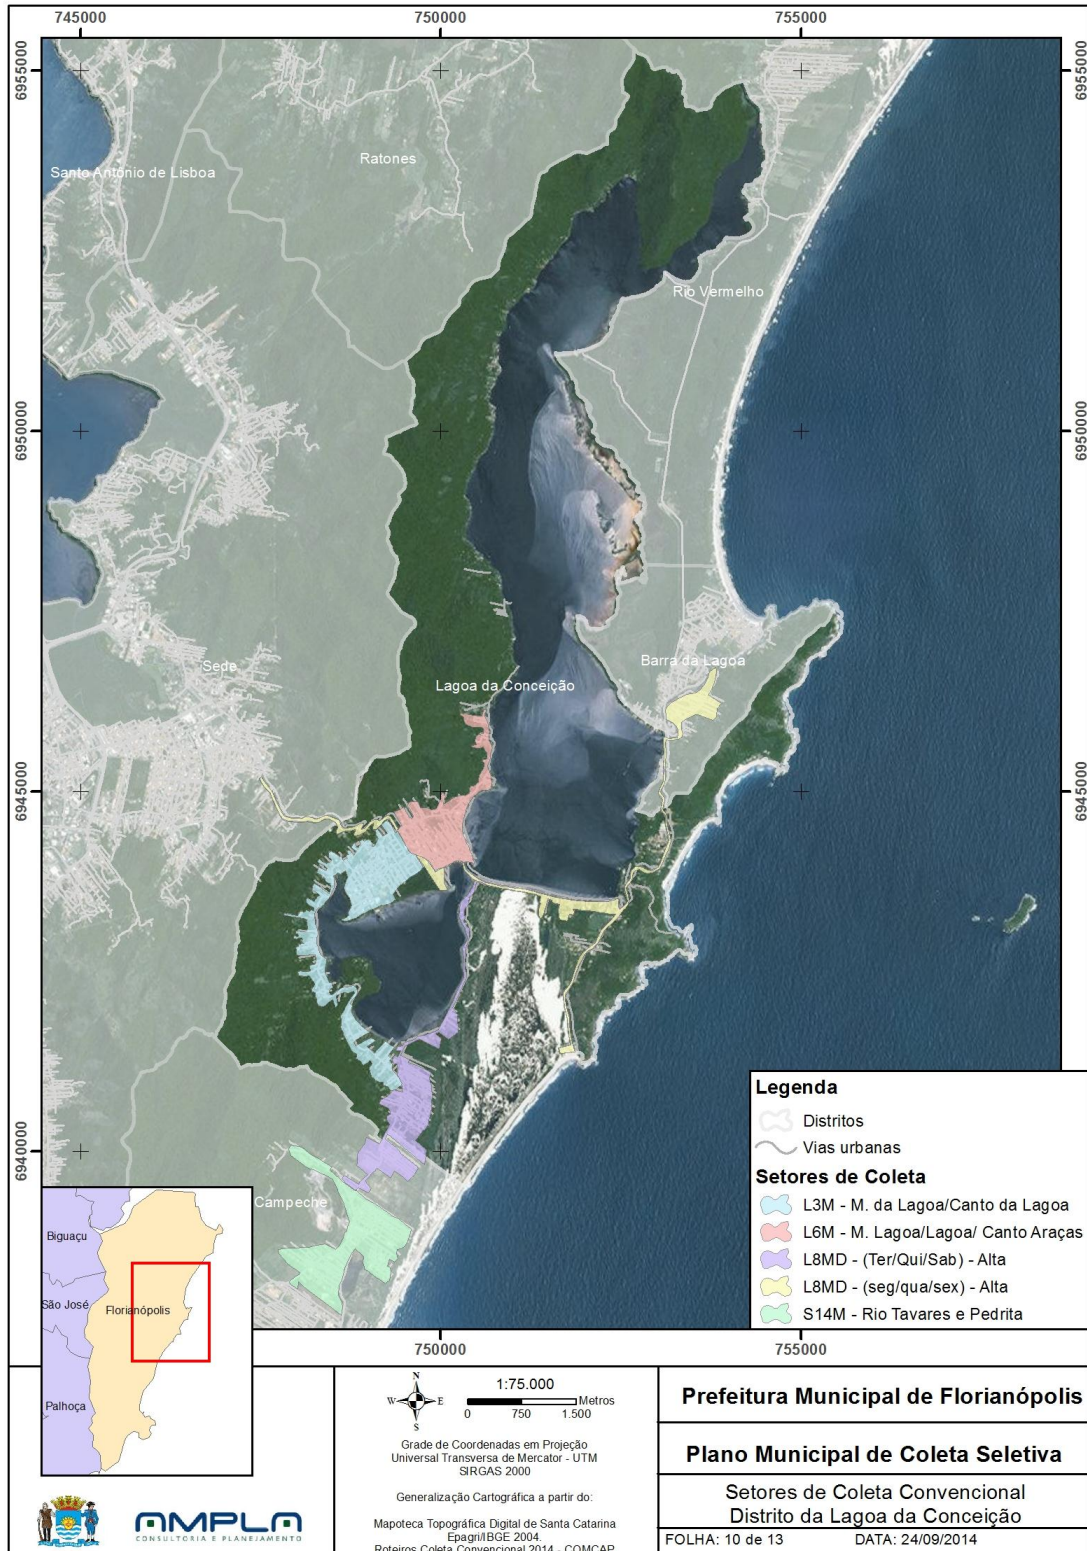 745000
750000
755000
6955000
6955000
Ratones
Santo Antônio de Lisboa
Rio Vermelho
6950000
6950000
Barra da Lagoa
Sede
Lagoa da Conceição
6945000
6945000
6940000
Campeche
Legenda
Distritos
Vias urbanas
Setores de Coleta
L3M - M. da Lagoa/Canto da Lagoa
L6M - M. Lagoa/Lagoa/ Canto Araças
L8MD - (Ter/Qui/Sab) - Alta
L8MD - (seg/qua/sex) - Alta
S14M - Rio Tavares e Pedrita
Biguaçu
São José
Florianópolis
Palhoça
750000
755000
N
W
E
S
1:75.000
Metros
0 750 1.500
Grade de Coordenadas em Projeção
Universal Transversa de Mercator - UTM
SIRGAS 2000
Generalização Cartográfica a partir do:
Mapoteca Topográfica Digital de Santa Catarina
Epagri/IBGE 2004.
Roteiros Coleta Convencional 2014 - COMCAP
AMPLA
CONSULTORIA E PLANEJAMENTO
Prefeitura Municipal de Florianópolis
Plano Municipal de Coleta Seletiva
Setores de Coleta Convencional
Distrito da Lagoa da Conceição
FOLHA: 10 de 13 DATA: 24/09/2014